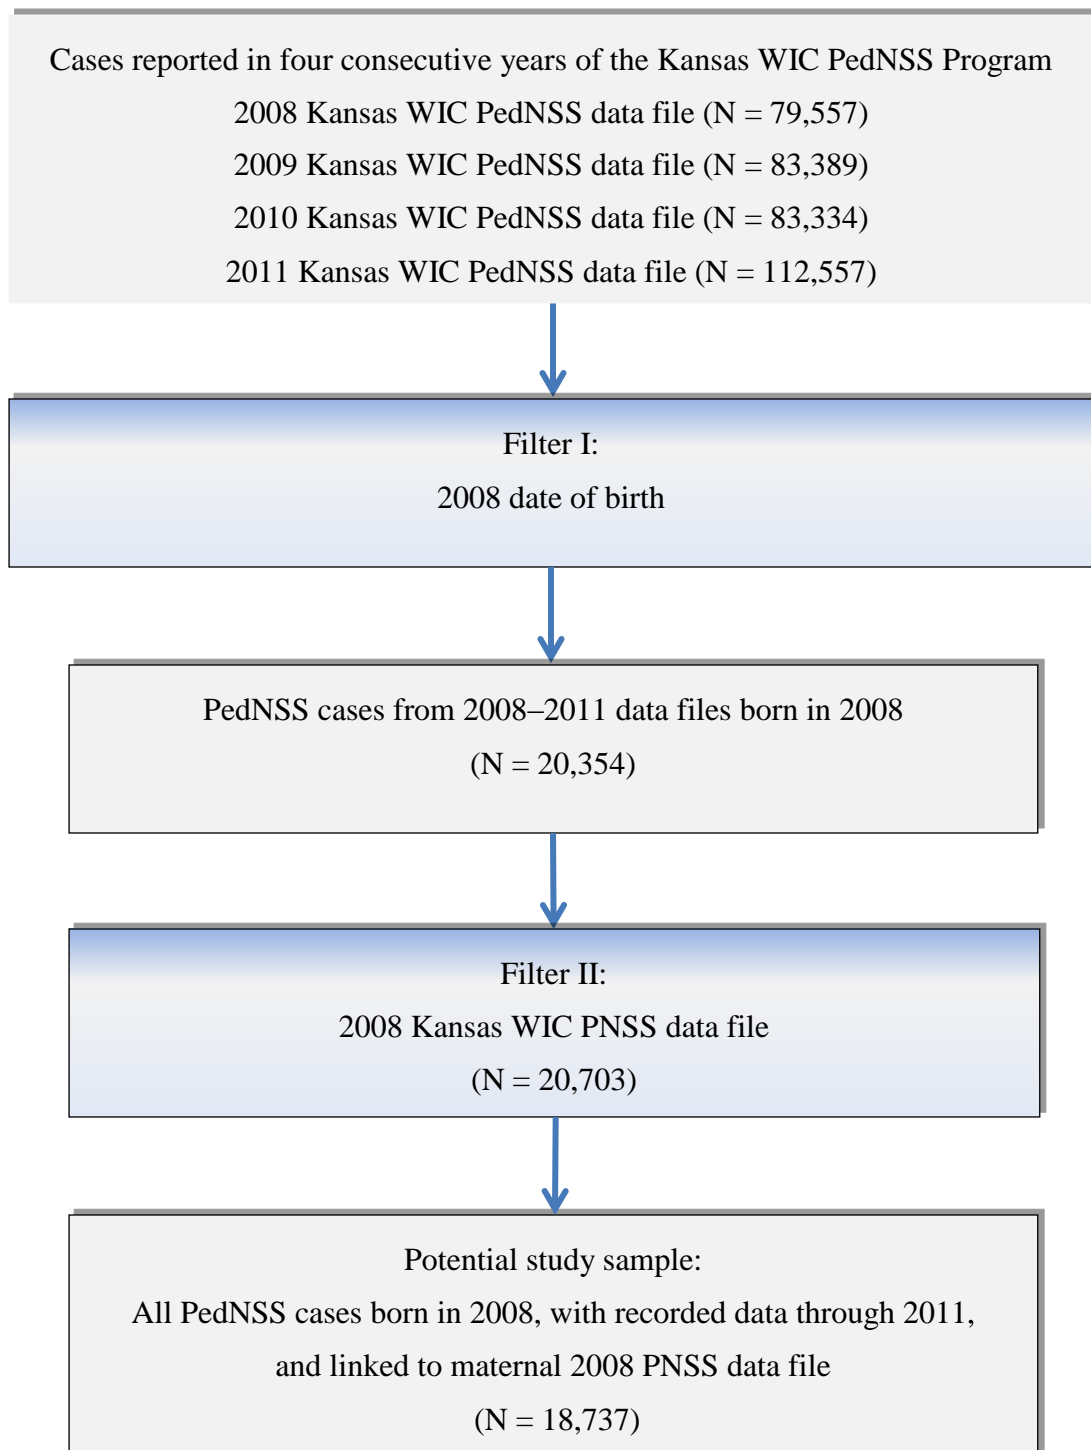 Cases reported in four consecutive years of the Kansas WIC PedNSS Program
2008 Kansas WIC PedNSS data file (N = 79,557)
2009 Kansas WIC PedNSS data file (N = 83,389)
2010 Kansas WIC PedNSS data file (N = 83,334)
2011 Kansas WIC PedNSS data file (N = 112,557)
Filter I:
2008 date of birth
PedNSS cases from 2008–2011 data files born in 2008
(N = 20,354)
Filter II:
2008 Kansas WIC PNSS data file
(N = 20,703)
Potential study sample:
All PedNSS cases born in 2008, with recorded data through 2011,
and linked to maternal 2008 PNSS data file
(N = 18,737)